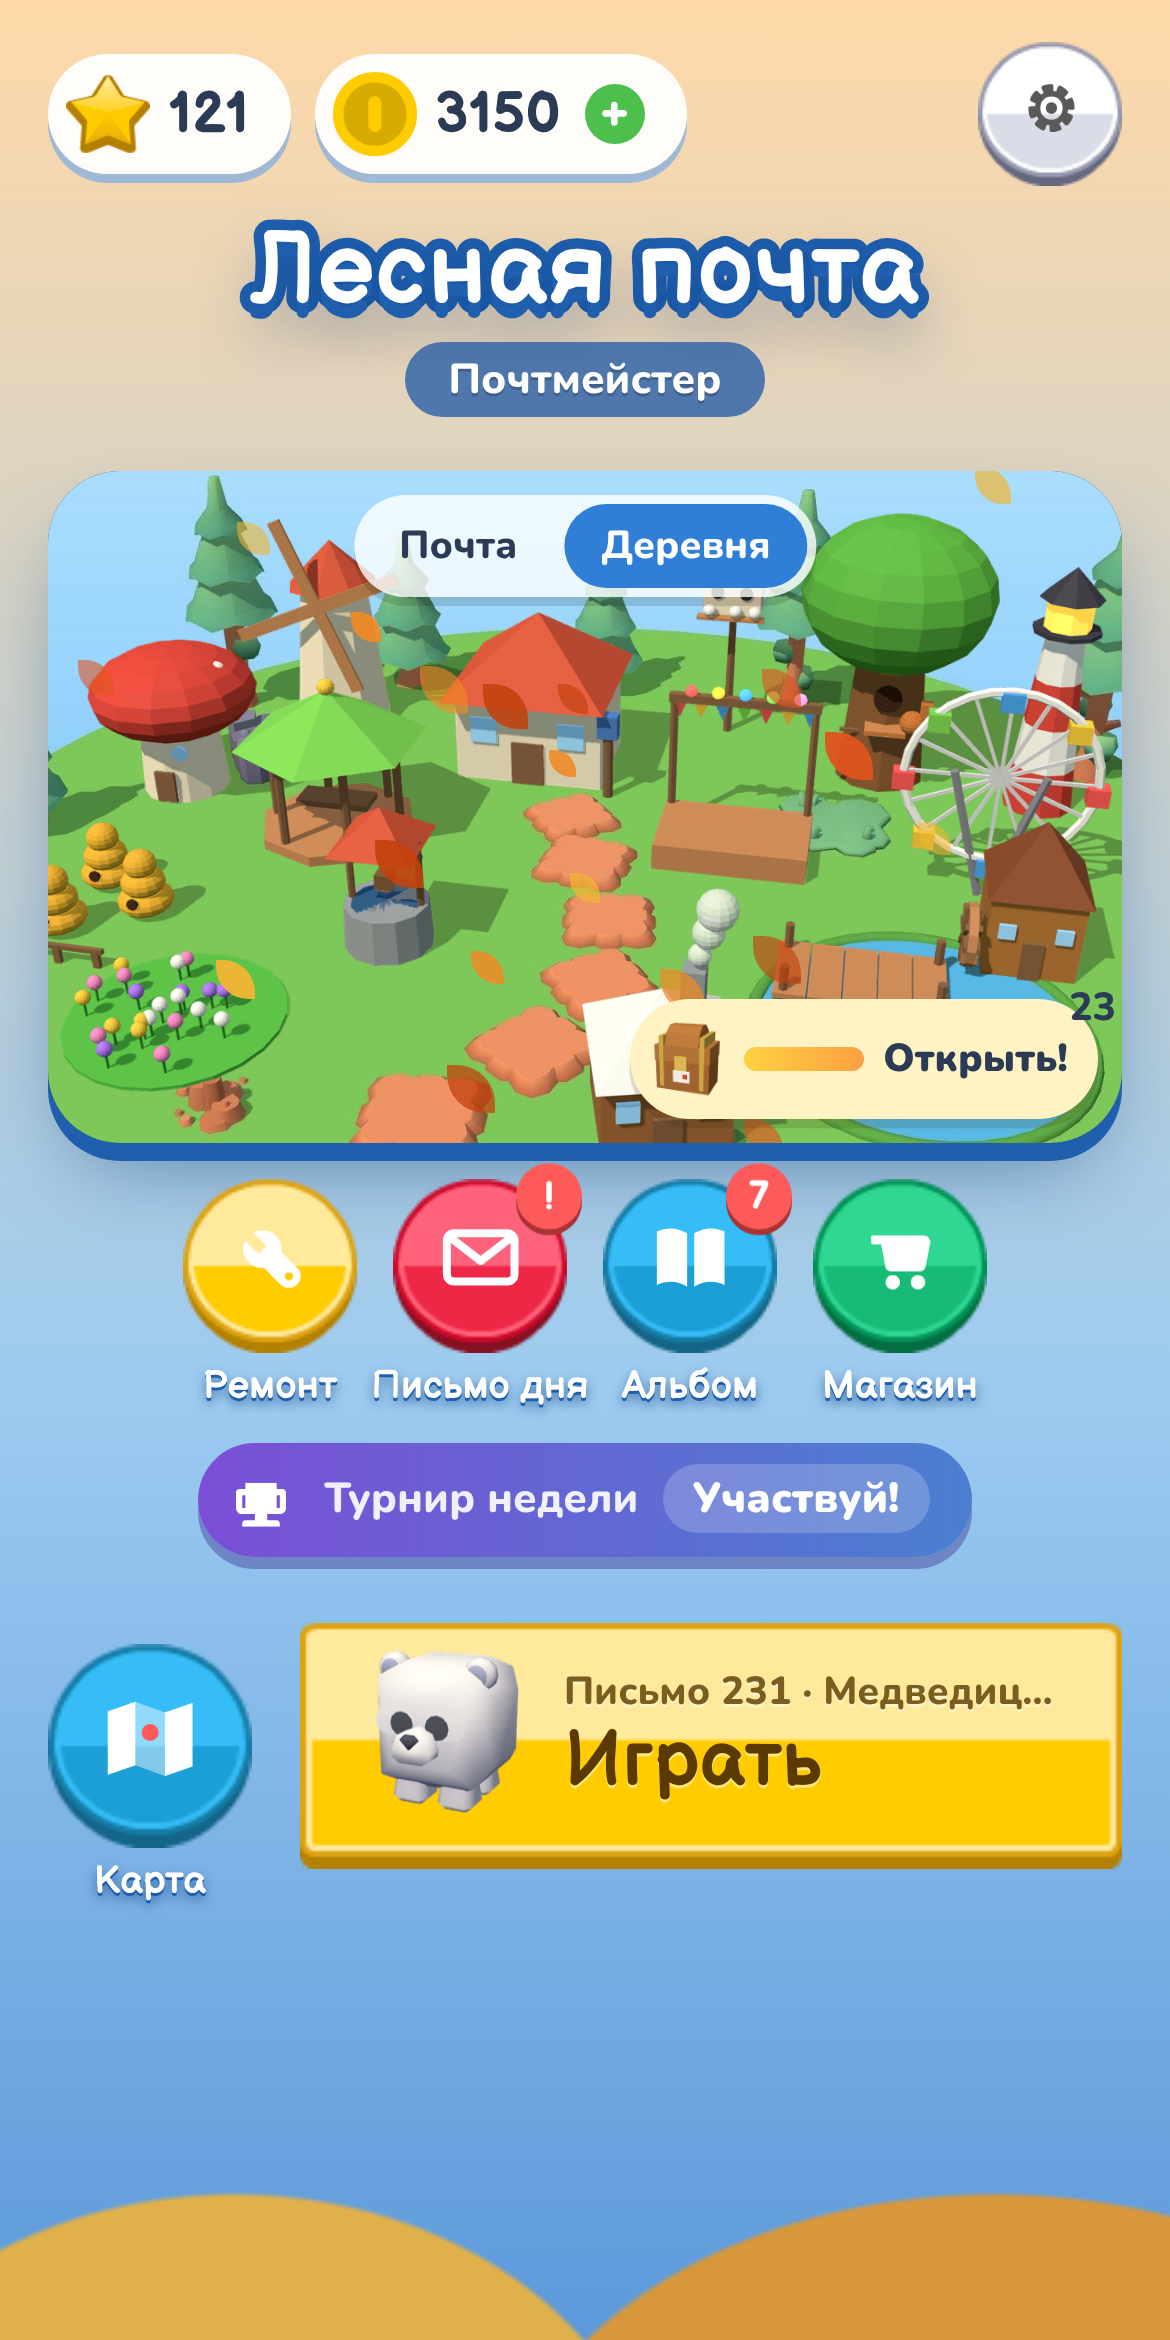 121
3150
Лесная почта
Почтмейстер
Почта
Деревня
23
Открыть!
!
7
Ремонт
Письмо дня
Альбом
Магазин
Турнир недели
Участвуй!
Письмо 231 · Медведиц...
Играть
Карта